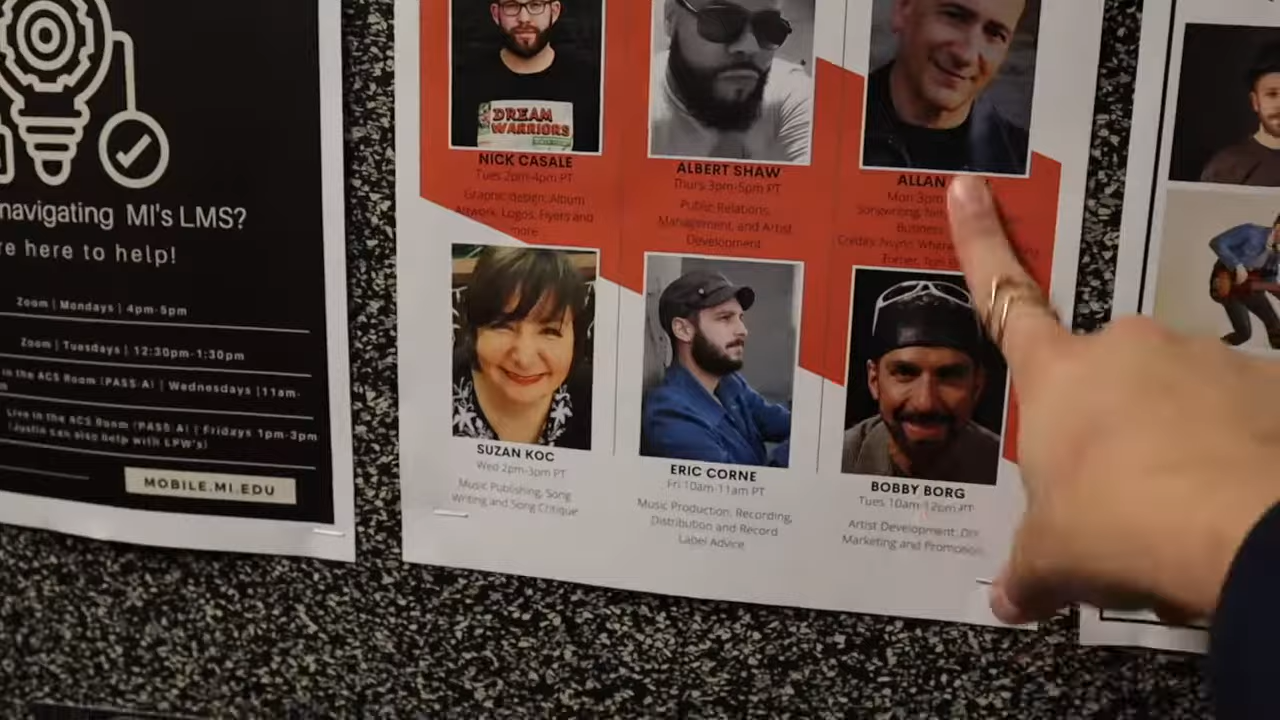 navigating MI's LMS?
re here to help!
Zoom | Mondays | 4pm-5pm
Zoom | Tuesdays | 12:30pm-1:30pm
in the ACS Room (PASS A) | Wednesdays | 11am-
Live in the ACS Room (PASS A) | Fridays 1pm-3pm
(Justin can also help with LPW's)
MOBILE.MI.EDU
DREAM
WARRIORS
NICK CASALE
Tues 2pm-4pm PT
Graphic design, Album
Artwork, Logos, Flyers and
more
ALBERT SHAW
Thurs 3pm-5pm PT
Public Relations,
Management, and Artist
Development
ALLAN
Mon 3pm
Songwriting,
Business
SUZAN KOC
Wed 2pm-3pm PT
Music Publishing, Song
Writing and Song Critique
ERIC CORNE
Fri 10am-11am PT
Music Production, Recording,
Distribution and Record
Label Advice
BOBBY BORG
Tues 10am-12pm PT
Artist Development, DIY
Marketing and Promotion